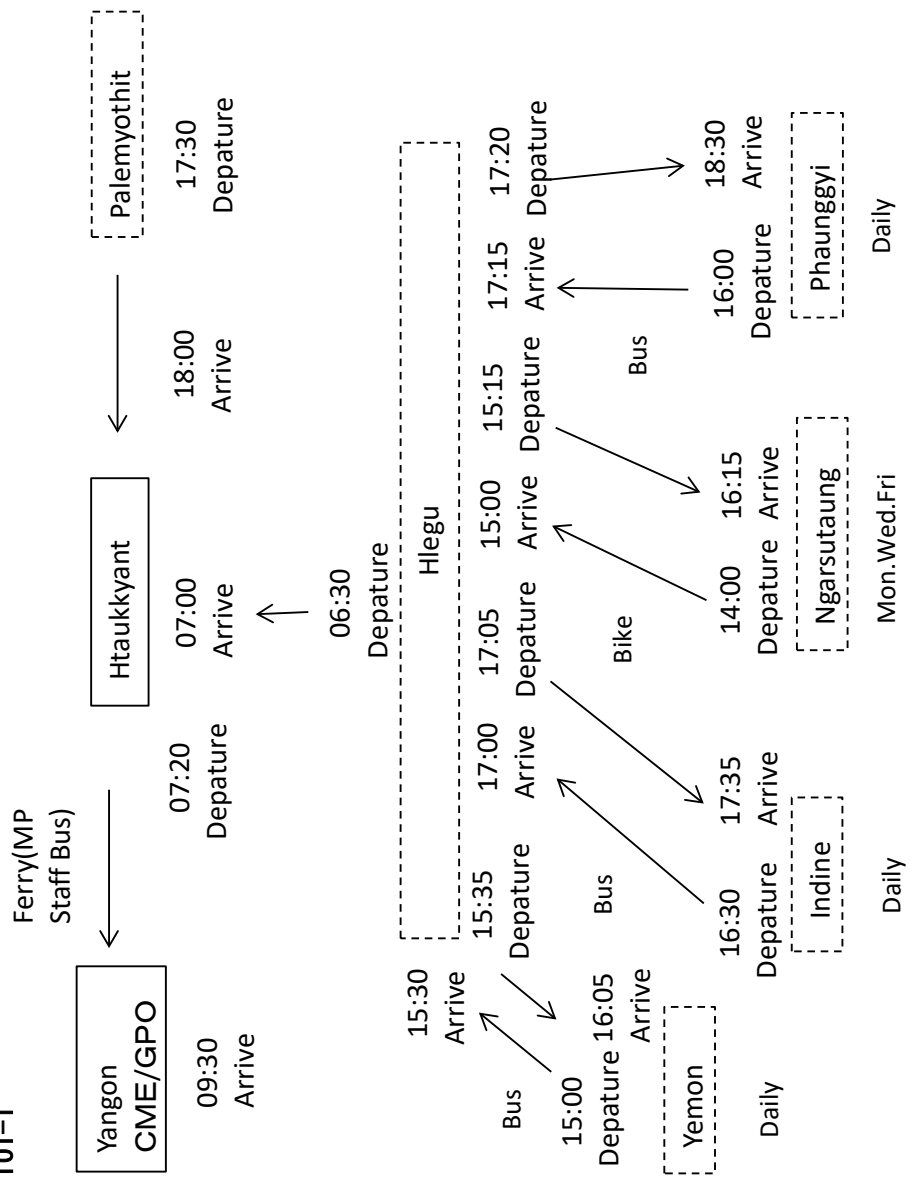 Ferry(MP
Staff Bus)
Yangon
CME/GPO
09:30
Arrive
07:20
Depature
Htaukkyant
07:00
Arrive
18:00
Arrive
Palemyothit
17:30
Depature
06:30
Depature
Hlegu
15:30
Arrive
15:35
Depature
17:00
Arrive
17:05
Depature
15:00
Arrive
15:15
Depature
17:15
Arrive
17:20
Depature
Bus
15:00
Depature
16:05
Arrive
Yemon
Daily
Bus
16:30
Depature
17:35
Arrive
Indine
Daily
Bike
14:00
Depature
16:15
Arrive
Ngarsutaung
Mon.Wed.Fri
Bus
16:00
Depature
18:30
Arrive
Phaunggyi
Daily